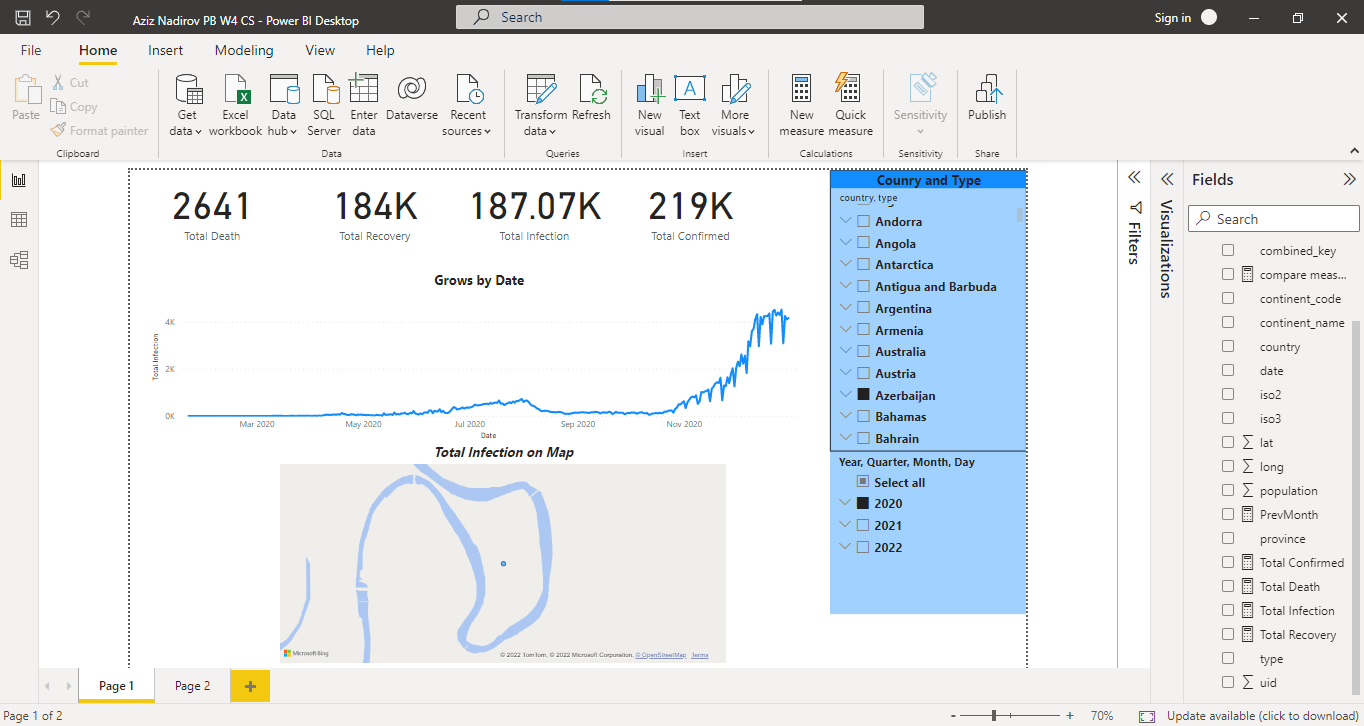 Aziz Nadirov PB W4 CS - Power BI Desktop
Search
Sign in
File Home Insert Modeling View Help
Paste
Cut
Copy
Format painter
Clipboard
Get data
Excel workbook
Data hub
SQL Server
Enter data
Dataverse
Recent sources
Data
Transform data
Refresh
Queries
New visual
Text box
More visuals
Insert
New measure
Quick measure
Calculations
Sensitivity
Sensitivity
Publish
Share
2641
Total Death
184K
Total Recovery
187.07K
Total Infection
219K
Total Confirmed
Grows by Date
Total Infection
4K
2K
0K
Mar 2020 May 2020 Jul 2020 Sep 2020 Nov 2020
Date
Total Infection on Map
Microsoft Bing
© 2022 TomTom, © 2022 Microsoft Corporation, © OpenStreetMap Terms
Counry and Type
country, type
Andorra
Angola
Antarctica
Antigua and Barbuda
Argentina
Armenia
Australia
Austria
Azerbaijan
Bahamas
Bahrain
Year, Quarter, Month, Day
Select all
2020
2021
2022
Filters
Visualizations
Fields
Search
combined_key
compare meas...
continent_code
continent_name
country
date
iso2
iso3
lat
long
population
PrevMonth
province
Total Confirmed
Total Death
Total Infection
Total Recovery
type
uid
Page 1
Page 2
Page 1 of 2
- + 70%
Update available (click to download)